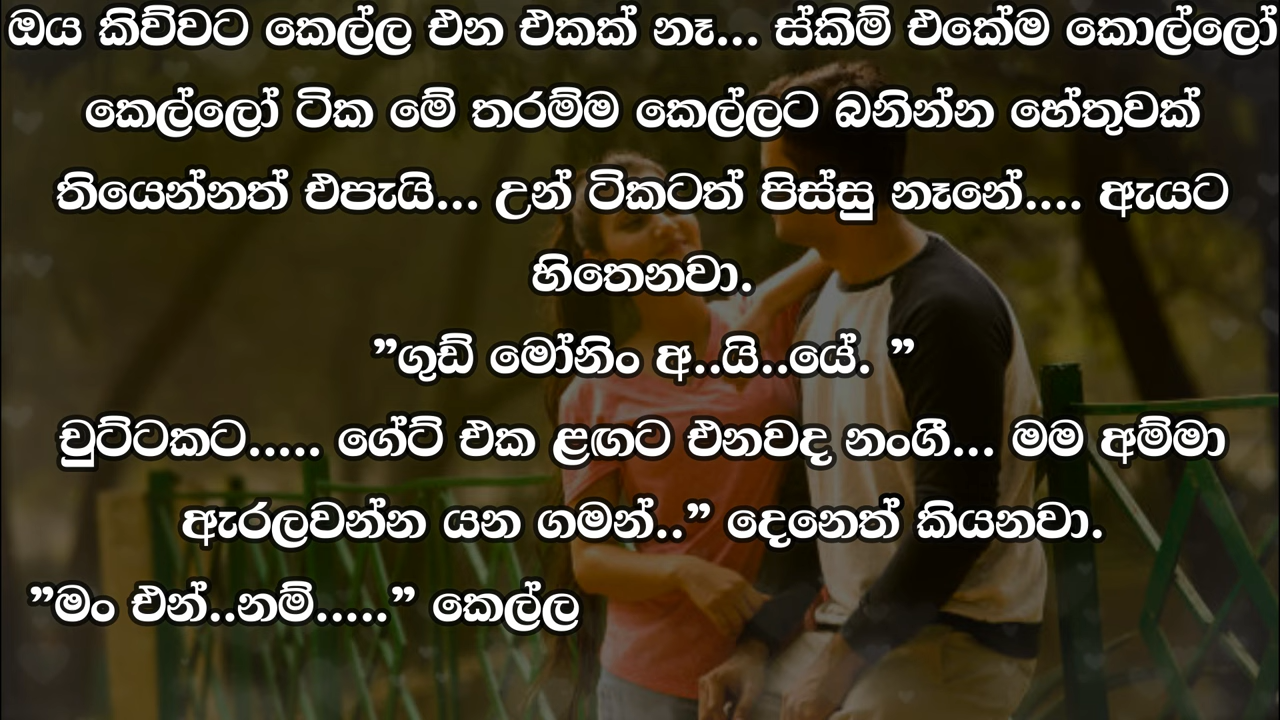 ඔය කිව්වට කෙල්ල එන එකක් නෑ... ස්කිම් එකේම කොල්ලෝ
කෙල්ලෝ ටික මේ තරම්ම කෙල්ලට බනින්න හේතුවක්
තියෙන්නත් එපැයි... උන් ටිකටත් පිස්සු නෑනේ.... ඇයට
හිතෙනවා.
”ගුඩ් මෝනිං අ..යි..යේ. ”
චුට්ටකට..... ගේට් එක ළඟට එනවද නංගී... මම අම්මා
ඇරලවන්න යන ගමන්..” දෙනෙත් කියනවා.
”මං එන්..නම්.....” කෙල්ල